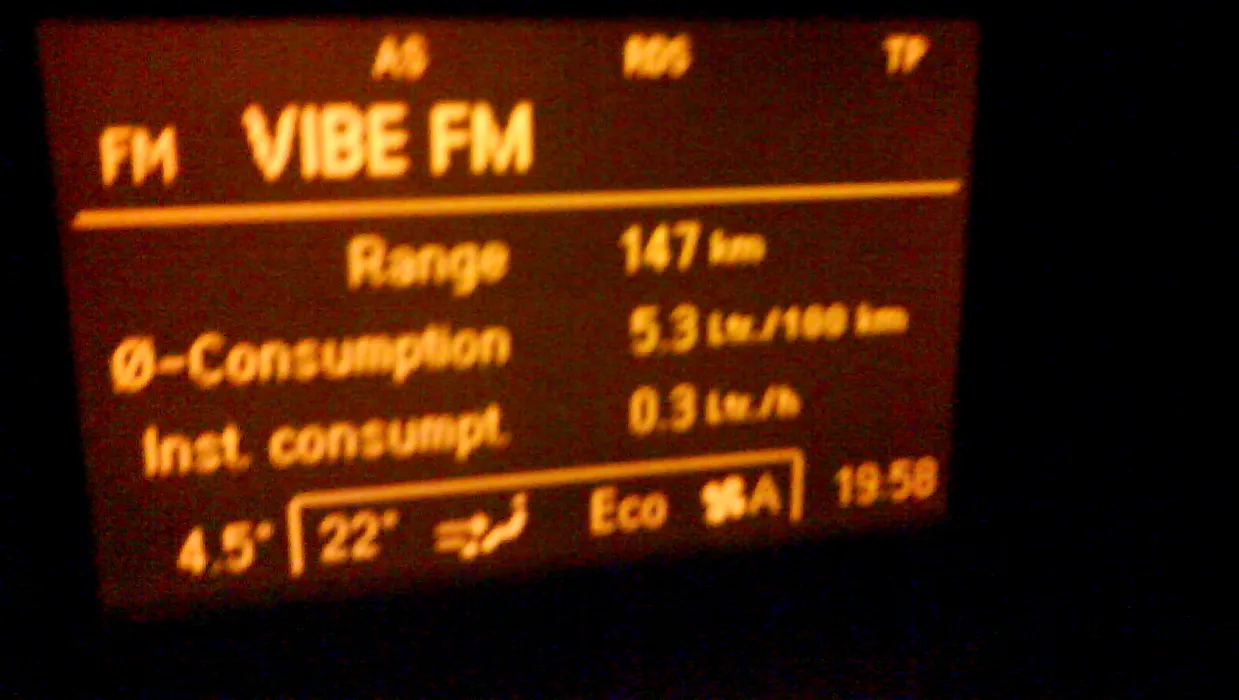 AS RDS TP
FM VIBE FM
Range 147 km
Ø-Consumption 5.3 Ltr./100 km
Inst. consumpt. 0.3 Ltr./h
4.5° 22° Eco A 19:58